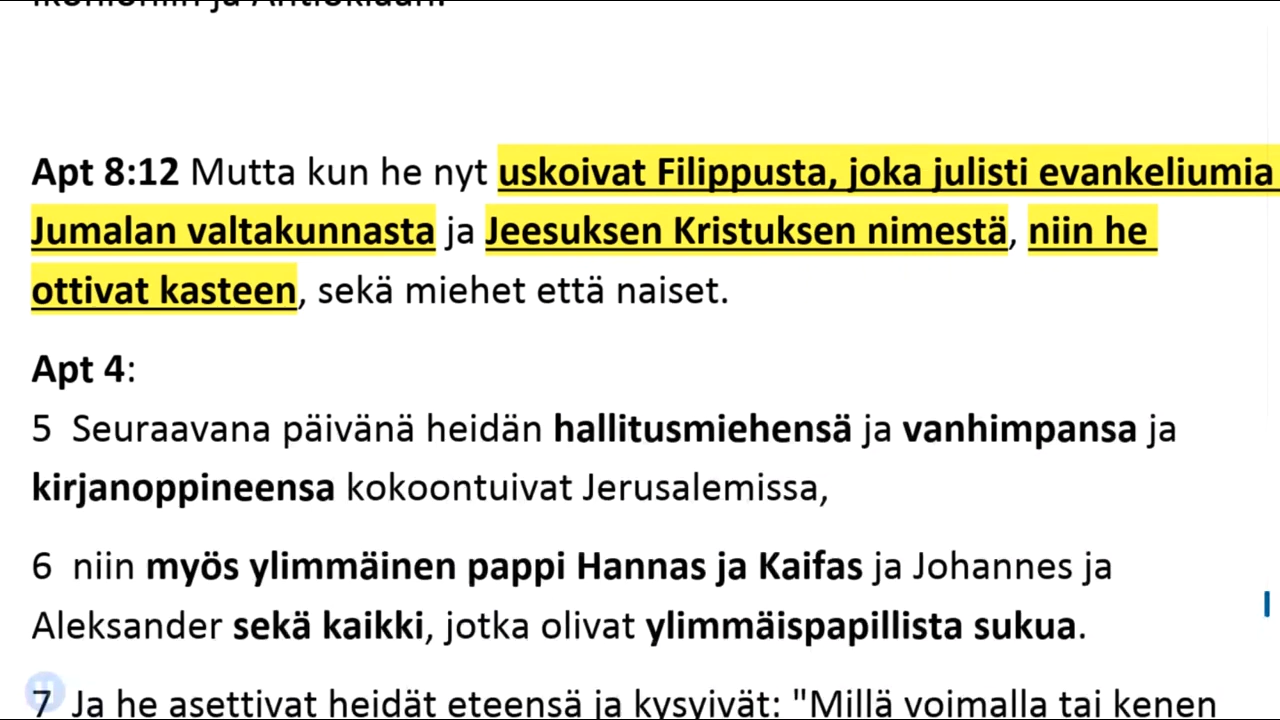 Ikonioniin ja Antiokiaan.
Apt 8:12 Mutta kun he nyt uskoivat Filippusta, joka julisti evankeliumia
Jumalan valtakunnasta ja Jeesuksen Kristuksen nimestä, niin he
ottivat kasteen, sekä miehet että naiset.
Apt 4:
5 Seuraavana päivänä heidän hallitusmiehensä ja vanhimpansa ja
kirjanoppineensa kokoontuivat Jerusalemissa,
6 niin myös ylimmäinen pappi Hannas ja Kaifas ja Johannes ja
Aleksander sekä kaikki, jotka olivat ylimmäispapillista sukua.
7 Ja he asettivat heidät eteensä ja kysyivät: "Millä voimalla tai kenen